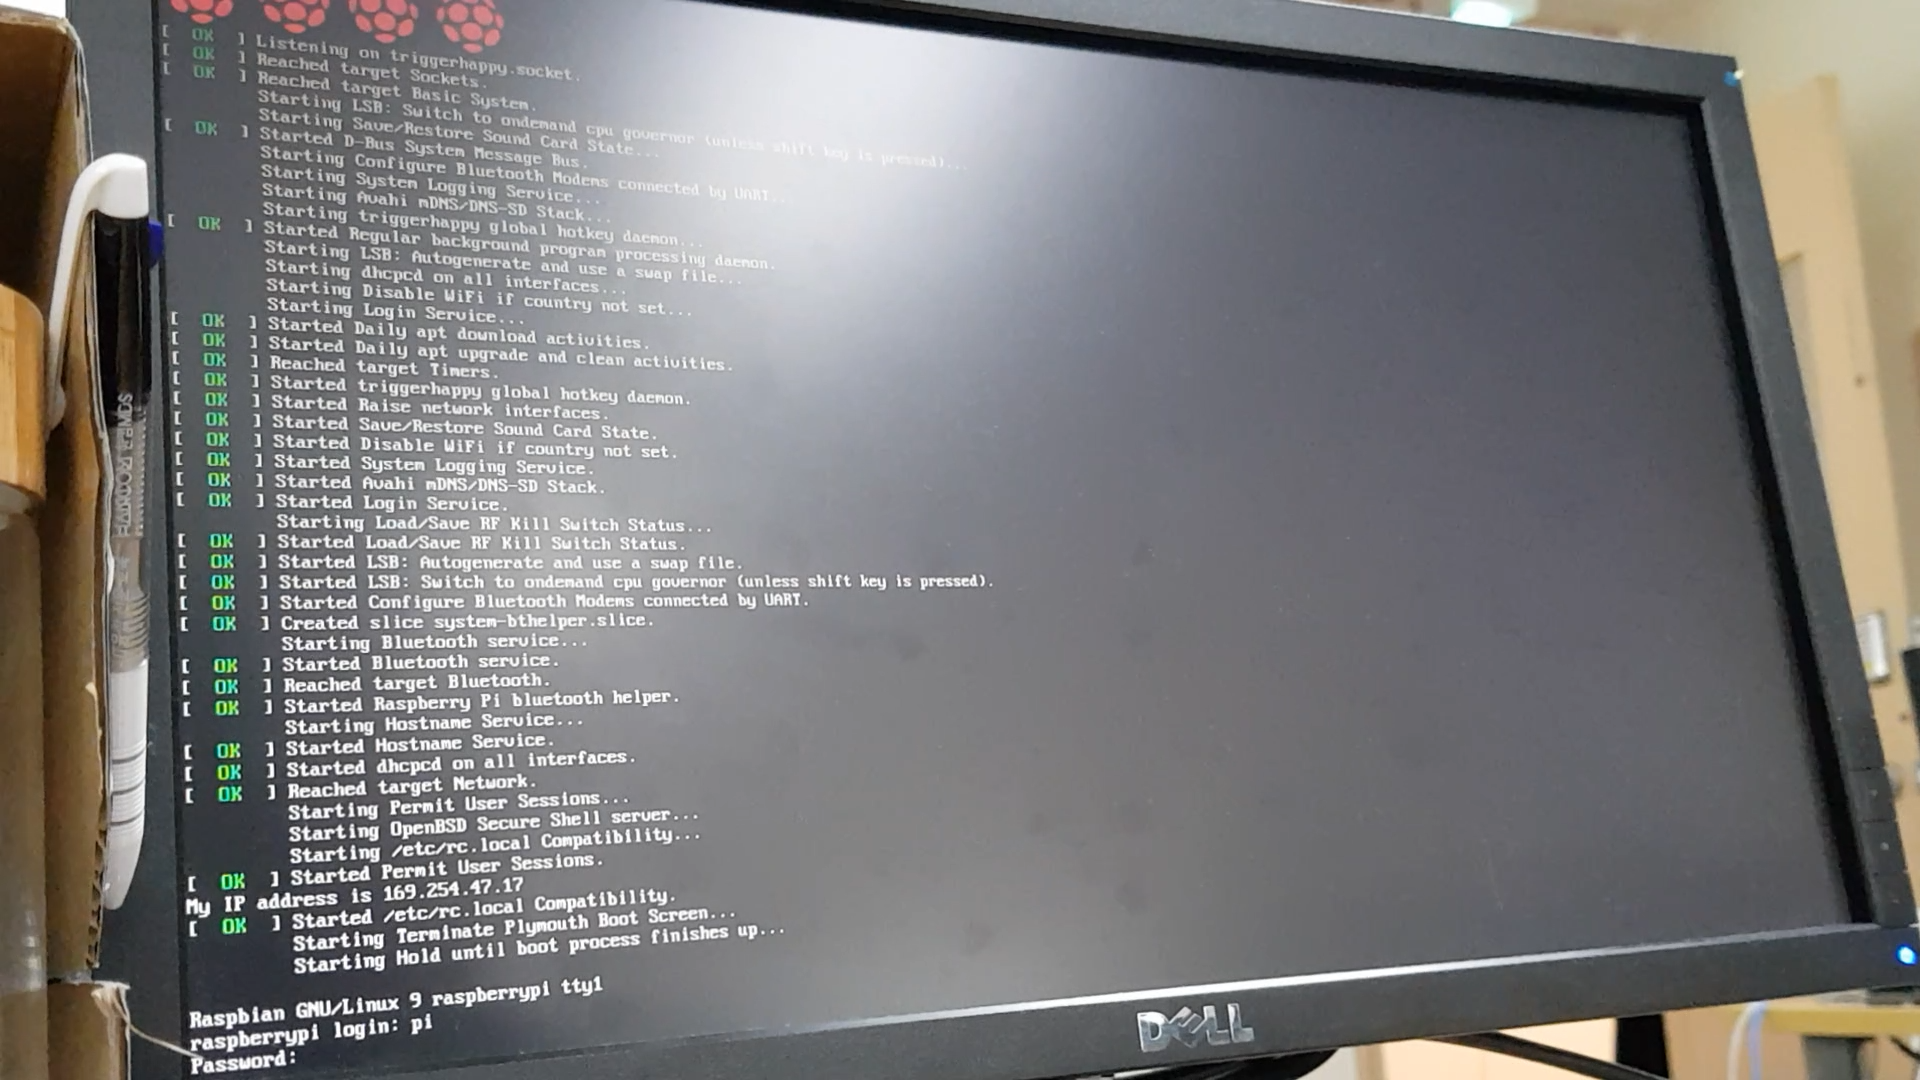 [ OK ] Listening on triggerhappy.socket.
[ OK ] Reached target Sockets.
[ OK ] Reached target Basic System.
Starting LSB: Switch to ondemand cpu governor (unless shift key is pressed)...
Starting Save/Restore Sound Card State...
[ OK ] Started D-Bus System Message Bus.
Starting Configure Bluetooth Modems connected by UART...
Starting System Logging Service...
Starting Avahi mDNS/DNS-SD Stack...
Starting triggerhappy global hotkey daemon...
[ OK ] Started Regular background program processing daemon.
Starting LSB: Autogenerate and use a swap file...
Starting dhcpcd on all interfaces...
Starting Disable WiFi if country not set...
Starting Login Service...
[ OK ] Started Daily apt download activities.
[ OK ] Started Daily apt upgrade and clean activities.
[ OK ] Reached target Timers.
[ OK ] Started triggerhappy global hotkey daemon.
[ OK ] Started Raise network interfaces.
[ OK ] Started Save/Restore Sound Card State.
[ OK ] Started Disable WiFi if country not set.
[ OK ] Started System Logging Service.
[ OK ] Started Avahi mDNS/DNS-SD Stack.
[ OK ] Started Login Service.
Starting Load/Save RF Kill Switch Status...
[ OK ] Started Load/Save RF Kill Switch Status.
[ OK ] Started LSB: Autogenerate and use a swap file.
[ OK ] Started LSB: Switch to ondemand cpu governor (unless shift key is pressed).
[ OK ] Started Configure Bluetooth Modems connected by UART.
[ OK ] Created slice system-bthelper.slice.
Starting Bluetooth service...
[ OK ] Started Bluetooth service.
[ OK ] Reached target Bluetooth.
[ OK ] Started Raspberry Pi bluetooth helper.
Starting Hostname Service...
[ OK ] Started Hostname Service.
[ OK ] Started dhcpcd on all interfaces.
[ OK ] Reached target Network.
Starting Permit User Sessions...
Starting OpenBSD Secure Shell server...
Starting /etc/rc.local Compatibility...
[ OK ] Started Permit User Sessions.
My IP address is 169.254.47.17
[ OK ] Started /etc/rc.local Compatibility.
Starting Terminate Plymouth Boot Screen...
Starting Hold until boot process finishes up...
Raspbian GNU/Linux 9 raspberrypi tty1
raspberrypi login: pi
Password:
DELL